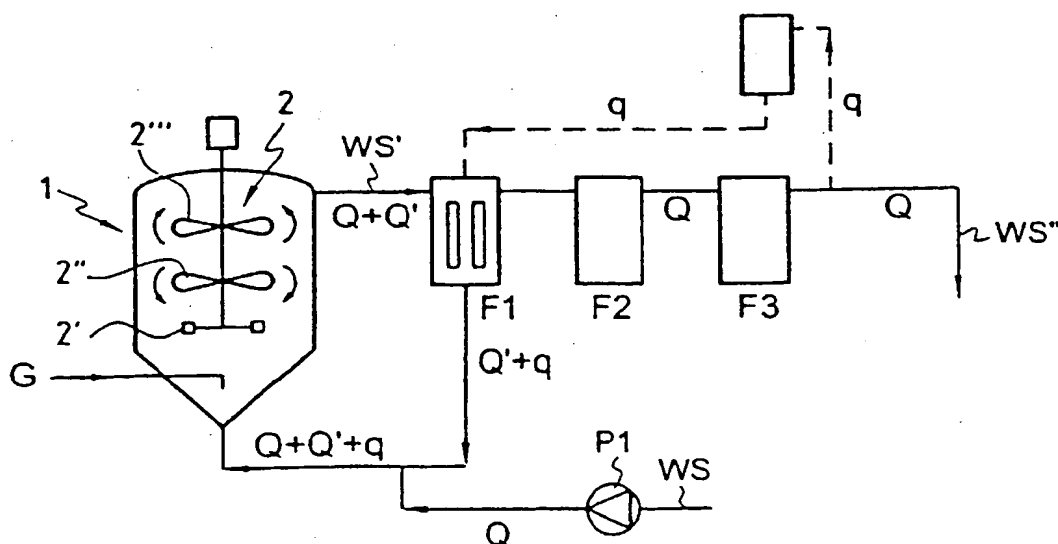 q
q
2'''
2
WS'
1
Q+Q'
Q
Q
WS"
2"
F1
F2
F3
2'
Q'+q
G
Q+Q'+q
P1
WS
Q